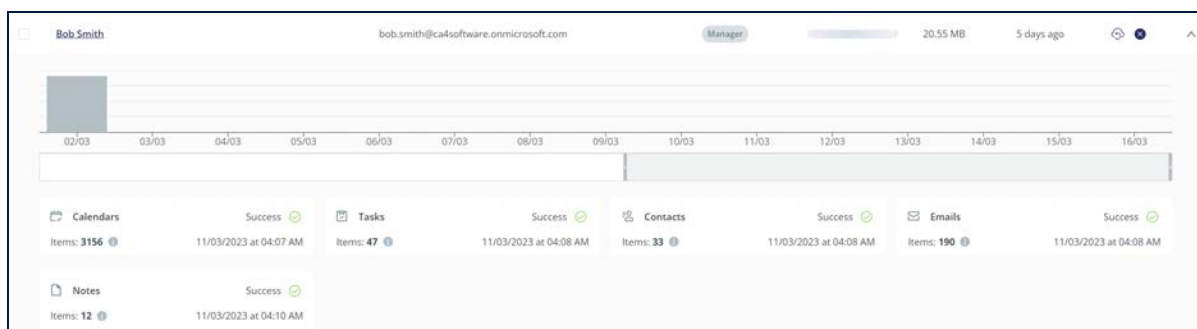 Bob Smith bob.smith@ca4software.onmicrosoft.com Manager 20.55 MB 5 days ago
02/03 03/03 04/03 05/03 06/03 07/03 08/03 09/03 10/03 11/03 12/03 13/03 14/03 15/03 16/03
Calendars Success Tasks Success Contacts Success Emails Success
Items: 3156 11/03/2023 at 04:07 AM Items: 47 11/03/2023 at 04:08 AM Items: 33 11/03/2023 at 04:08 AM Items: 190 11/03/2023 at 04:08 AM
Notes Success
Items: 12 11/03/2023 at 04:10 AM